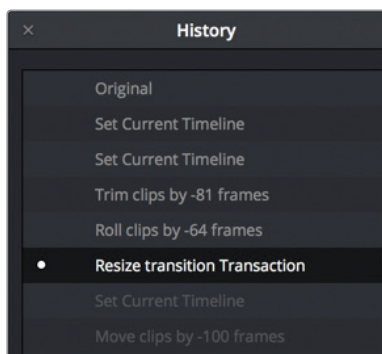 History
Original
Set Current Timeline
Set Current Timeline
Trim clips by -81 frames
Roll clips by -64 frames
Resize transition Transaction
Set Current Timeline
Move clips by -100 frames